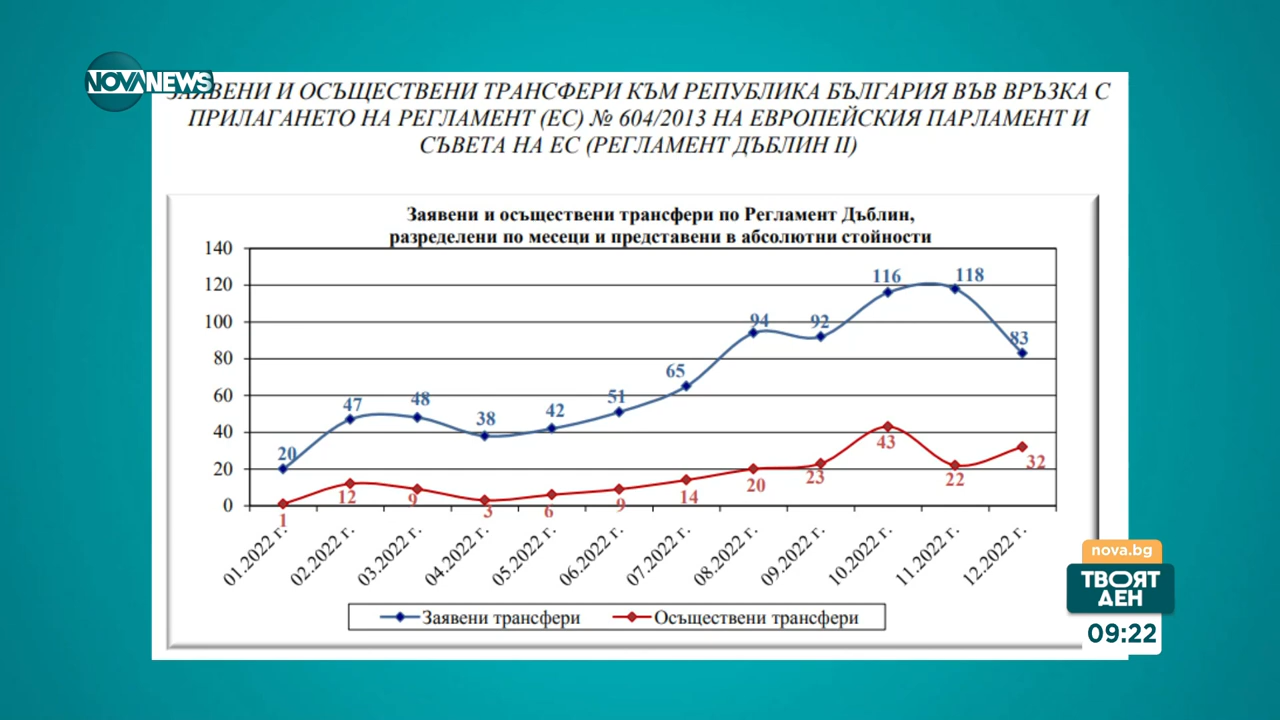 NOVANEWS
ЗАЯВЕНИ И ОСЪЩЕСТВЕНИ ТРАНСФЕРИ КЪМ РЕПУБЛИКА БЪЛГАРИЯ ВЪВ ВРЪЗКА С
ПРИЛАГАНЕТО НА РЕГЛАМЕНТ (ЕС) № 604/2013 НА ЕВРОПЕЙСКИЯ ПАРЛАМЕНТ И
СЪВЕТА НА ЕС (РЕГЛАМЕНТ ДЪБЛИН II)
Заявени и осъществени трансфери по Регламент Дъблин,
разределени по месеци и представени в абсолютни стойности
140
120
100
80
60
40
20
0
20
47
48
38
42
51
65
94
92
116
118
83
1
12
9
3
6
9
14
20
23
43
22
32
01.2022 г.
02.2022 г.
03.2022 г.
04.2022 г.
05.2022 г.
06.2022 г.
07.2022 г.
08.2022 г.
09.2022 г.
10.2022 г.
11.2022 г.
12.2022 г.
Заявени трансфери
Осъществени трансфери
nova.bg
ТВОЯТ
ДЕН
09:22